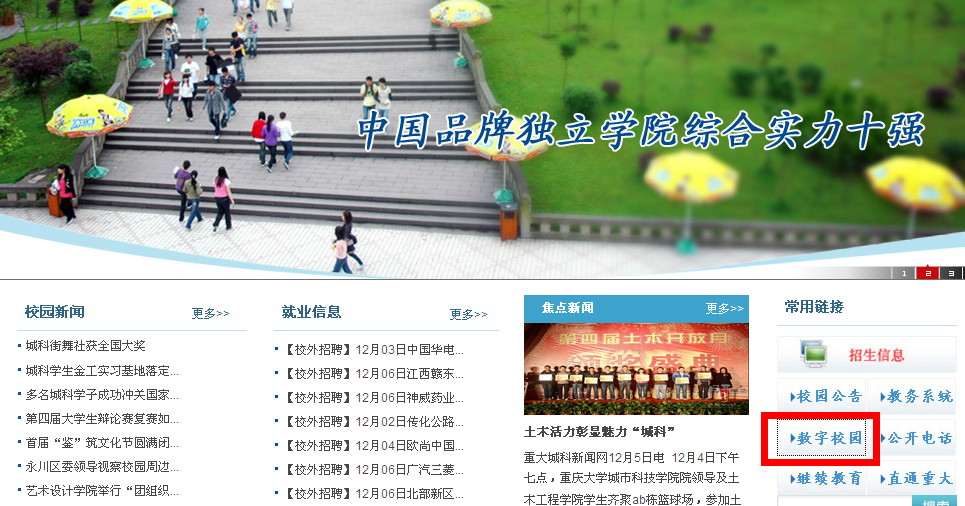 中国品牌独立学院综合实力十强
1 2 3
校园新闻 更多>>
城科街舞社获全国大奖
城科学生金工实习基地落定...
多名城科学子成功冲关国家...
第四届大学生辩论赛复赛如...
首届“鉴”筑文化节圆满闭...
永川区委领导视察校园周边...
艺术设计学院举行“团组织...
就业信息 更多>>
【校外招聘】12月03日中国华电...
【校外招聘】12月06日江西赣东...
【校外招聘】12月06日神威药业...
【校外招聘】12月02日传化公路...
【校外招聘】12月04日欧尚中国...
【校外招聘】12月06日广汽三菱...
【校外招聘】12月06日北部新区...
焦点新闻 更多>>
第四届土木开放月
颁奖盛典
土木活力彰显魅力“城科”
重大城科新闻网12月5日电 12月4日下午
七点，重庆大学城市科技学院院领导及土
木工程学院学生齐聚ab栋篮球场，参加土
常用链接
招生信息
校园公告 教务系统
数字校园 公开电话
继续教育 直通重大
搜索